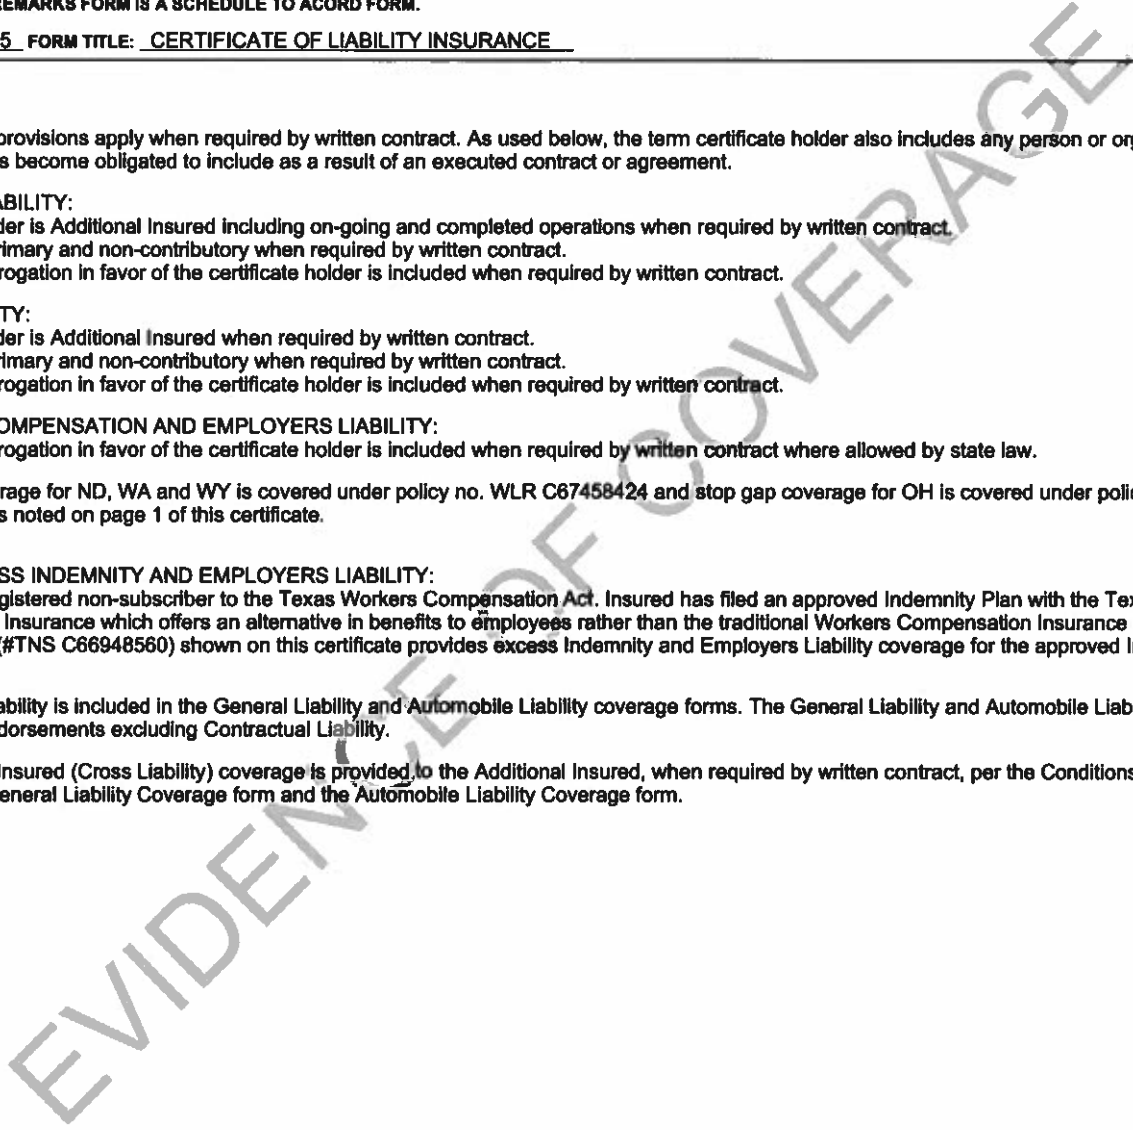 REMARKS FORM IS A SCHEDULE TO ACORD FORM.
5 FORM TITLE: CERTIFICATE OF LIABILITY INSURANCE
provisions apply when required by written contract. As used below, the term certificate holder also includes any person or or
s become obligated to include as a result of an executed contract or agreement.
ABILITY:
der is Additional Insured including on-going and completed operations when required by written contract.
rimary and non-contributory when required by written contract.
rogation in favor of the certificate holder is included when required by written contract.
TY:
der is Additional Insured when required by written contract.
rimary and non-contributory when required by written contract.
rogation in favor of the certificate holder is included when required by written contract.
OMPENSATION AND EMPLOYERS LIABILITY:
rogation in favor of the certificate holder is included when required by written contract where allowed by state law.
rage for ND, WA and WY is covered under policy no. WLR C67458424 and stop gap coverage for OH is covered under poli
s noted on page 1 of this certificate.
SS INDEMNITY AND EMPLOYERS LIABILITY:
gistered non-subscriber to the Texas Workers Compensation Act. Insured has filed an approved Indemnity Plan with the Te
Insurance which offers an alternative in benefits to employees rather than the traditional Workers Compensation Insurance
(#TNS C66948560) shown on this certificate provides excess Indemnity and Employers Liability coverage for the approved I
ability is included in the General Liability and Automobile Liability coverage forms. The General Liability and Automobile Liab
dorsements excluding Contractual Liability.
Insured (Cross Liability) coverage is provided to the Additional Insured, when required by written contract, per the Conditions
eneral Liability Coverage form and the Automobile Liability Coverage form.
EVIDENCE OF COVERAGE